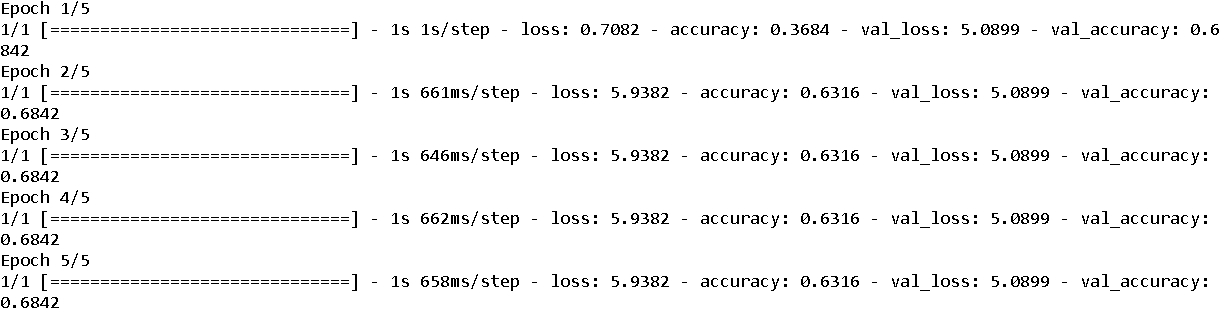 Epoch 1/5
1/1 [==============================] - 1s 1s/step - loss: 0.7082 - accuracy: 0.3684 - val_loss: 5.0899 - val_accuracy: 0.6
842
Epoch 2/5
1/1 [==============================] - 1s 661ms/step - loss: 5.9382 - accuracy: 0.6316 - val_loss: 5.0899 - val_accuracy:
0.6842
Epoch 3/5
1/1 [==============================] - 1s 646ms/step - loss: 5.9382 - accuracy: 0.6316 - val_loss: 5.0899 - val_accuracy:
0.6842
Epoch 4/5
1/1 [==============================] - 1s 662ms/step - loss: 5.9382 - accuracy: 0.6316 - val_loss: 5.0899 - val_accuracy:
0.6842
Epoch 5/5
1/1 [==============================] - 1s 658ms/step - loss: 5.9382 - accuracy: 0.6316 - val_loss: 5.0899 - val_accuracy:
0.6842